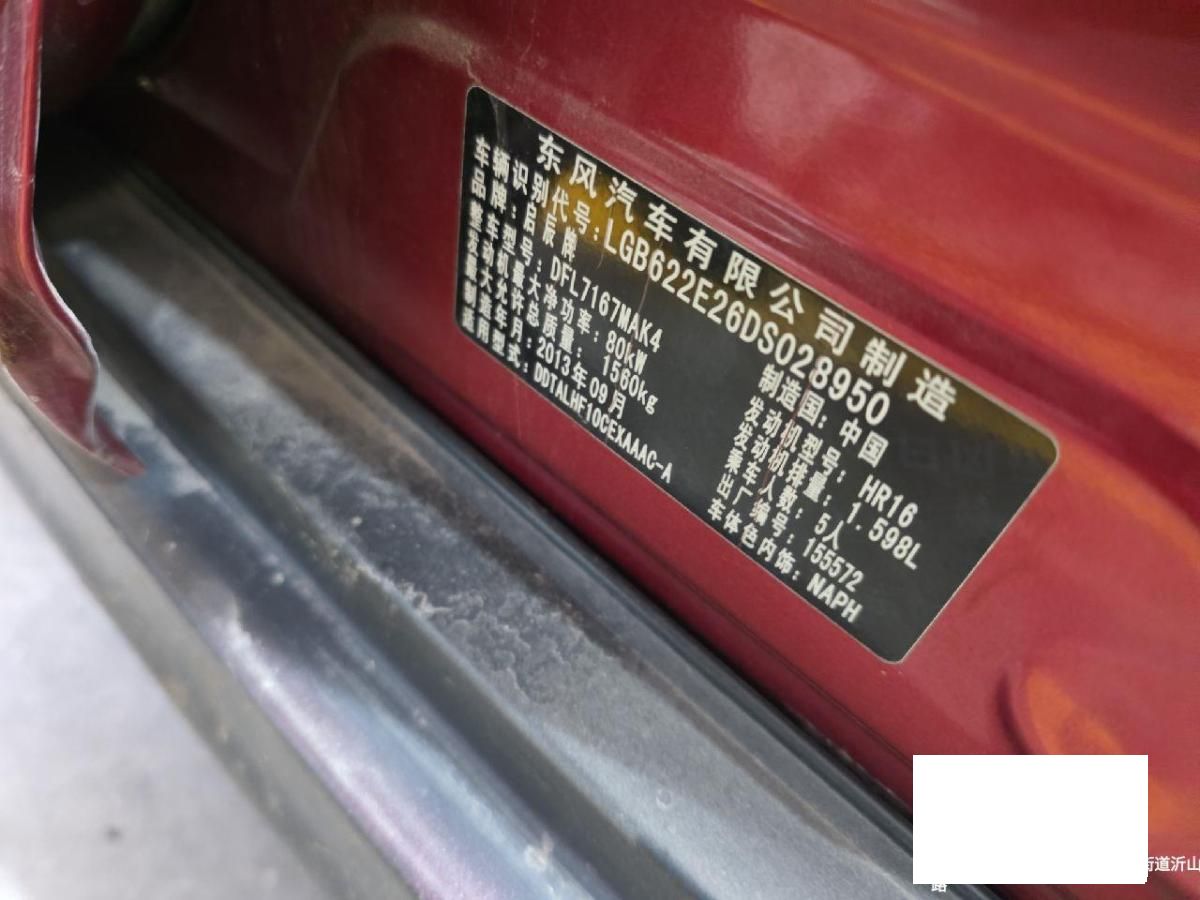 东风汽车有限公司制造
车辆识别代号:LGB622E26DS028950
品牌:启辰牌 制造国:中国
整车型号:DFL7167MAK4 发动机型号:HR16
发动机最大净功率:80kW 发动机排量:1.598L
最大允许总质量:1560kg 乘车人数:5人
制造年月:2013年09月 出厂编号:155572
适用型式:DDTALHF10CEXAAAC-A 车体色内饰:NAPH
街道沂山
路